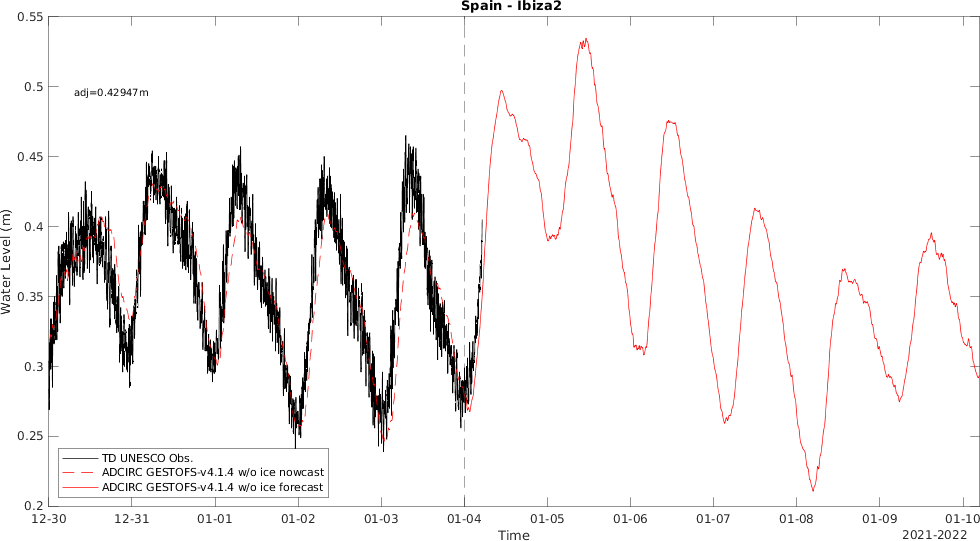 Spain - Ibiza2
0.55
0.5
0.45
0.4
0.35
0.3
0.25
0.2
Water Level (m)
adj=0.42947m
TD UNESCO Obs.
ADCIRC GESTOFS-v4.1.4 w/o ice nowcast
ADCIRC GESTOFS-v4.1.4 w/o ice forecast
12-30 12-31 01-01 01-02 01-03 01-04 01-05 01-06 01-07 01-08 01-09 01-10
Time
2021-2022